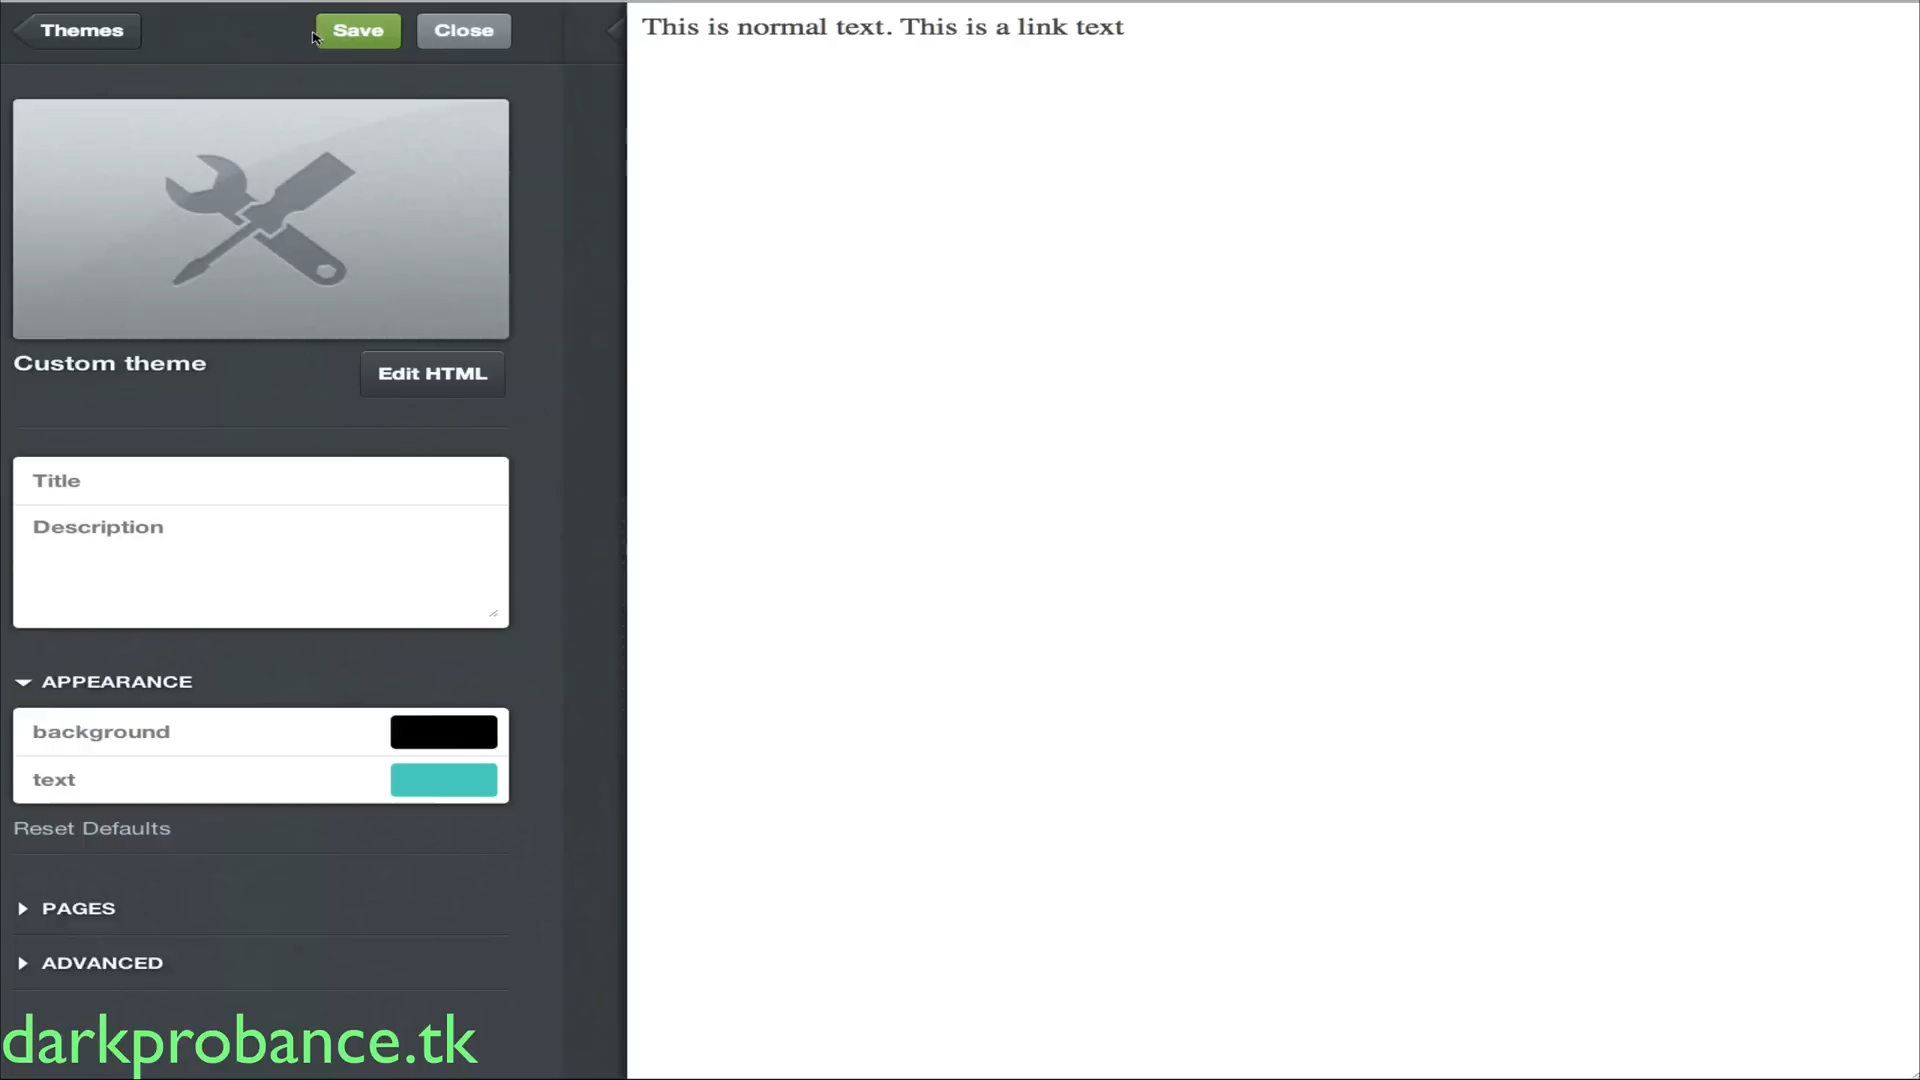 Themes
Save
Close
This is normal text. This is a link text
Custom theme
Edit HTML
Title
Description
APPEARANCE
background
text
Reset Defaults
PAGES
ADVANCED
darkprobance.tk